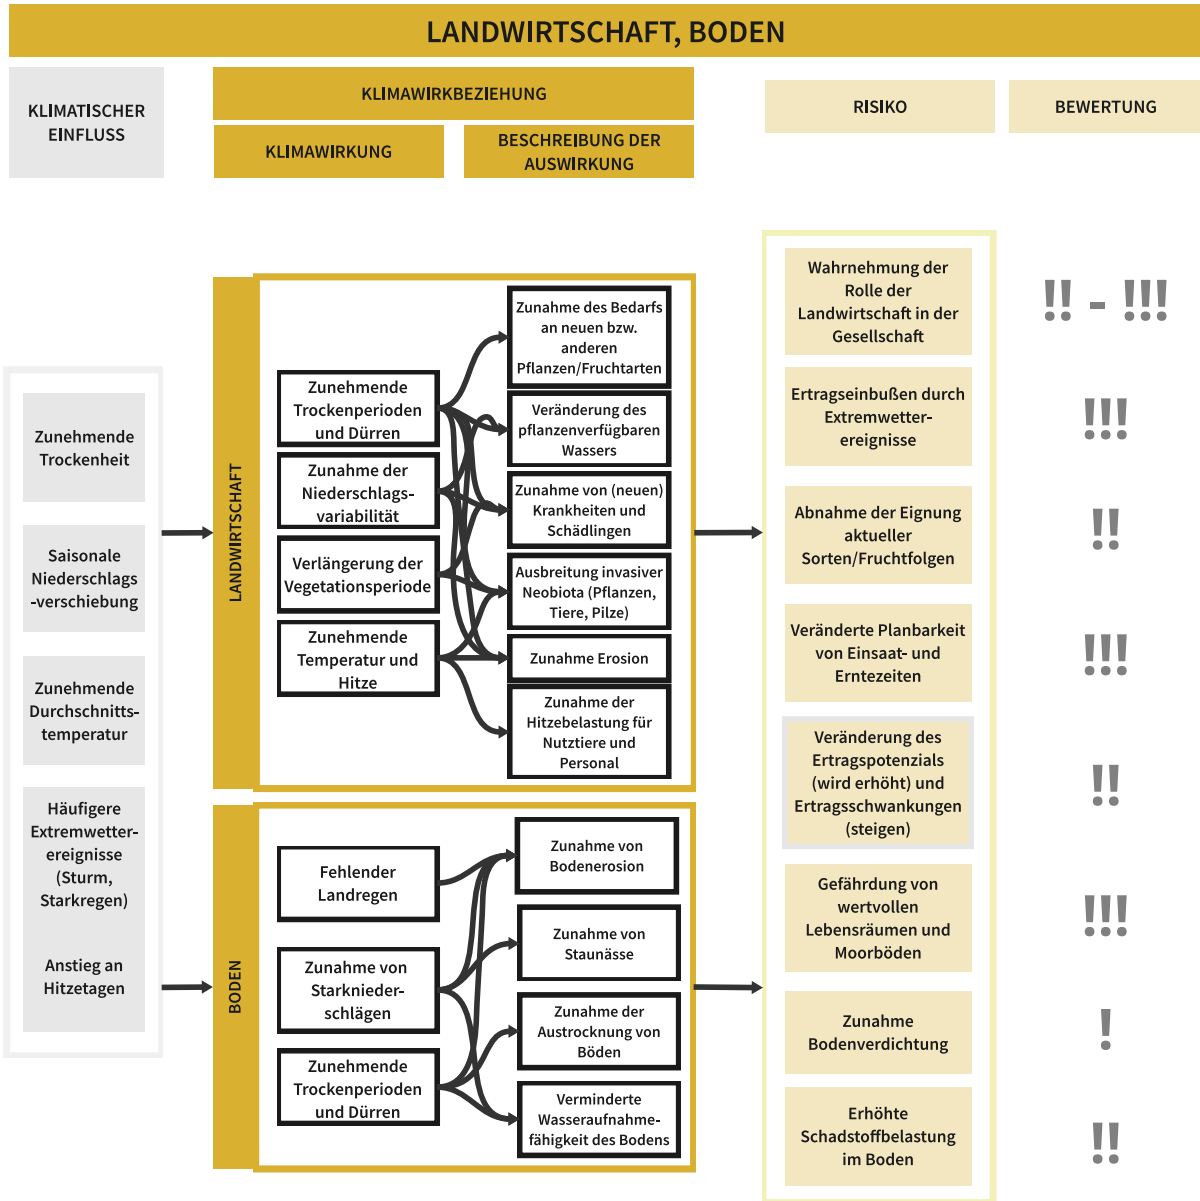 LANDWIRTSCHAFT, BODEN
KLIMATISCHER
EINFLUSS
KLIMAWIRKBEZIEHUNG
KLIMAWIRKUNG
BESCHREIBUNG DER
AUSWIRKUNG
RISIKO
BEWERTUNG
Zunehmende
Trockenheit
Saisonale
Niederschlags
-verschiebung
Zunehmende
Durchschnitts-
temperatur
Häufigere
Extremwetter-
ereignisse
(Sturm,
Starkregen)
Anstieg an
Hitzetagen
LANDWIRTSCHAFT
Zunehmende
Trockenperioden
und Dürren
Zunahme der
Niederschlags-
variabilität
Verlängerung der
Vegetationsperiode
Zunehmende
Temperatur und
Hitze
Zunahme des Bedarfs
an neuen bzw.
anderen
Pflanzen/Fruchtarten
Veränderung des
pflanzenverfügbaren
Wassers
Zunahme von (neuen)
Krankheiten und
Schädlingen
Ausbreitung invasiver
Neobiota (Pflanzen,
Tiere, Pilze)
Zunahme Erosion
Zunahme der
Hitzebelastung für
Nutztiere und
Personal
BODEN
Fehlender
Landregen
Zunahme von
Starknieder-
schlägen
Zunehmende
Trockenperioden
und Dürren
Zunahme von
Bodenerosion
Zunahme von
Staunässe
Zunahme der
Austrocknung von
Böden
Verminderte
Wasseraufnahme-
fähigkeit des Bodens
Wahrnehmung der
Rolle der
Landwirtschaft in der
Gesellschaft
!! - !!!
Ertragseinbußen durch
Extremwetter-
ereignisse
!!!
Abnahme der Eignung
aktueller
Sorten/Fruchtfolgen
!!
Veränderte Planbarkeit
von Einsaat- und
Erntezeiten
!!!
Veränderung des
Ertragspotenzials
(wird erhöht) und
Ertragsschwankungen
(steigen)
!!
Gefährdung von
wertvollen
Lebensräumen und
Moorböden
!!!
Zunahme
Bodenverdichtung
!
Erhöhte
Schadstoffbelastung
im Boden
!!